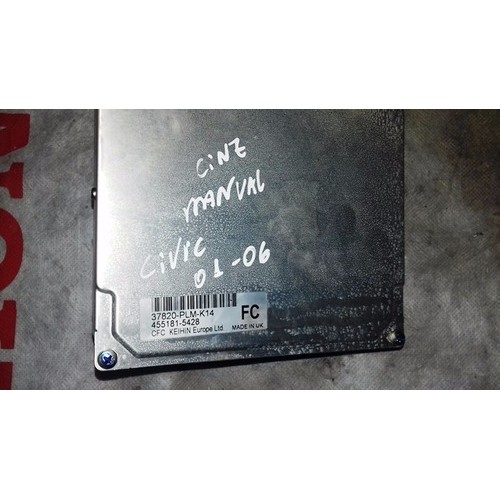 CiNZ
MANUAL
CiVIC
01-06
37820-PLM-K14
455181-5428
CFC KEIHIN Europe Ltd
FC
MADE IN UK